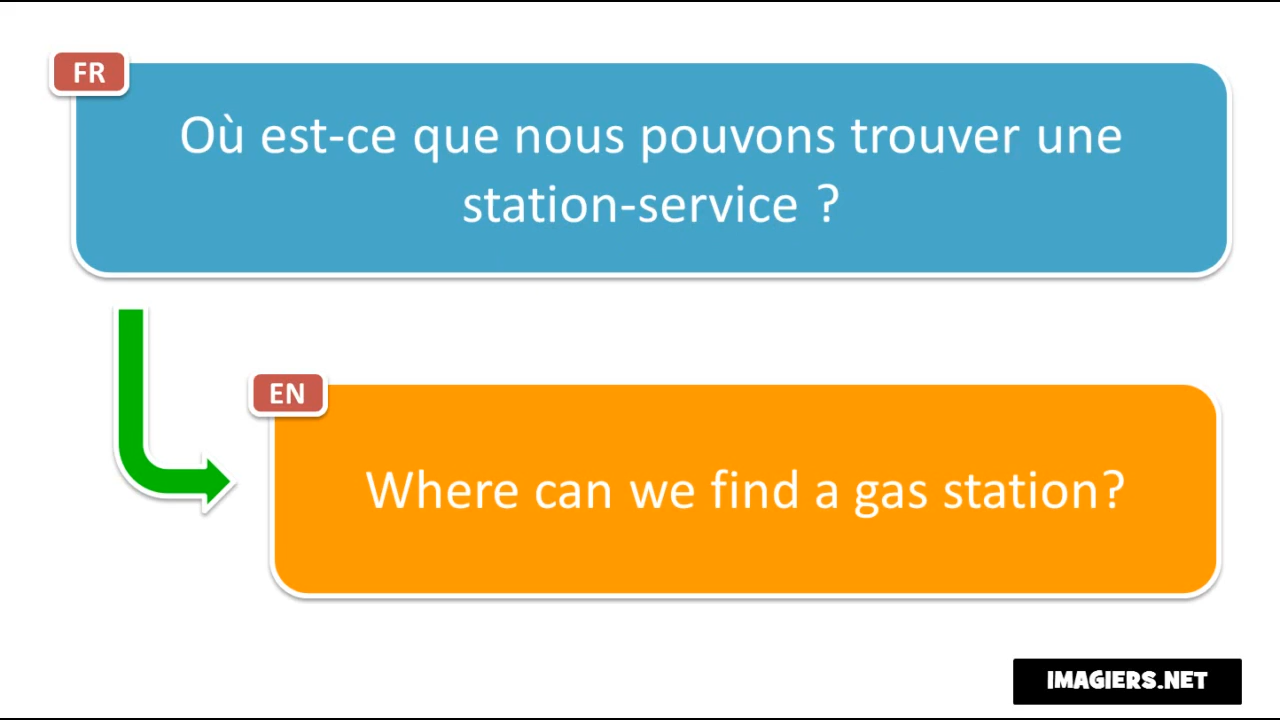 FR
Où est-ce que nous pouvons trouver une
station-service ?
EN
Where can we find a gas station?
IMAGIERS.NET